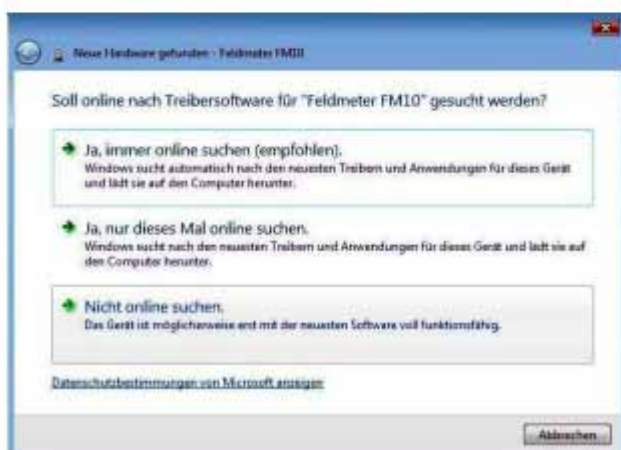 Neue Hardware gefunden - Feldmeter FM10
Soll online nach Treibersoftware für "Feldmeter FM10" gesucht werden?
Ja, immer online suchen (empfohlen).
Windows sucht automatisch nach den neuesten Treibern und Anwendungen für dieses Gerät
und lädt sie auf den Computer herunter.
Ja, nur dieses Mal online suchen.
Windows sucht nach den neuesten Treibern und Anwendungen für dieses Gerät und lädt sie auf
den Computer herunter.
Nicht online suchen.
Das Gerät ist möglicherweise erst mit der neuesten Software voll funktionsfähig.
Datenschutzbestimmungen von Microsoft anzeigen
Abbrechen